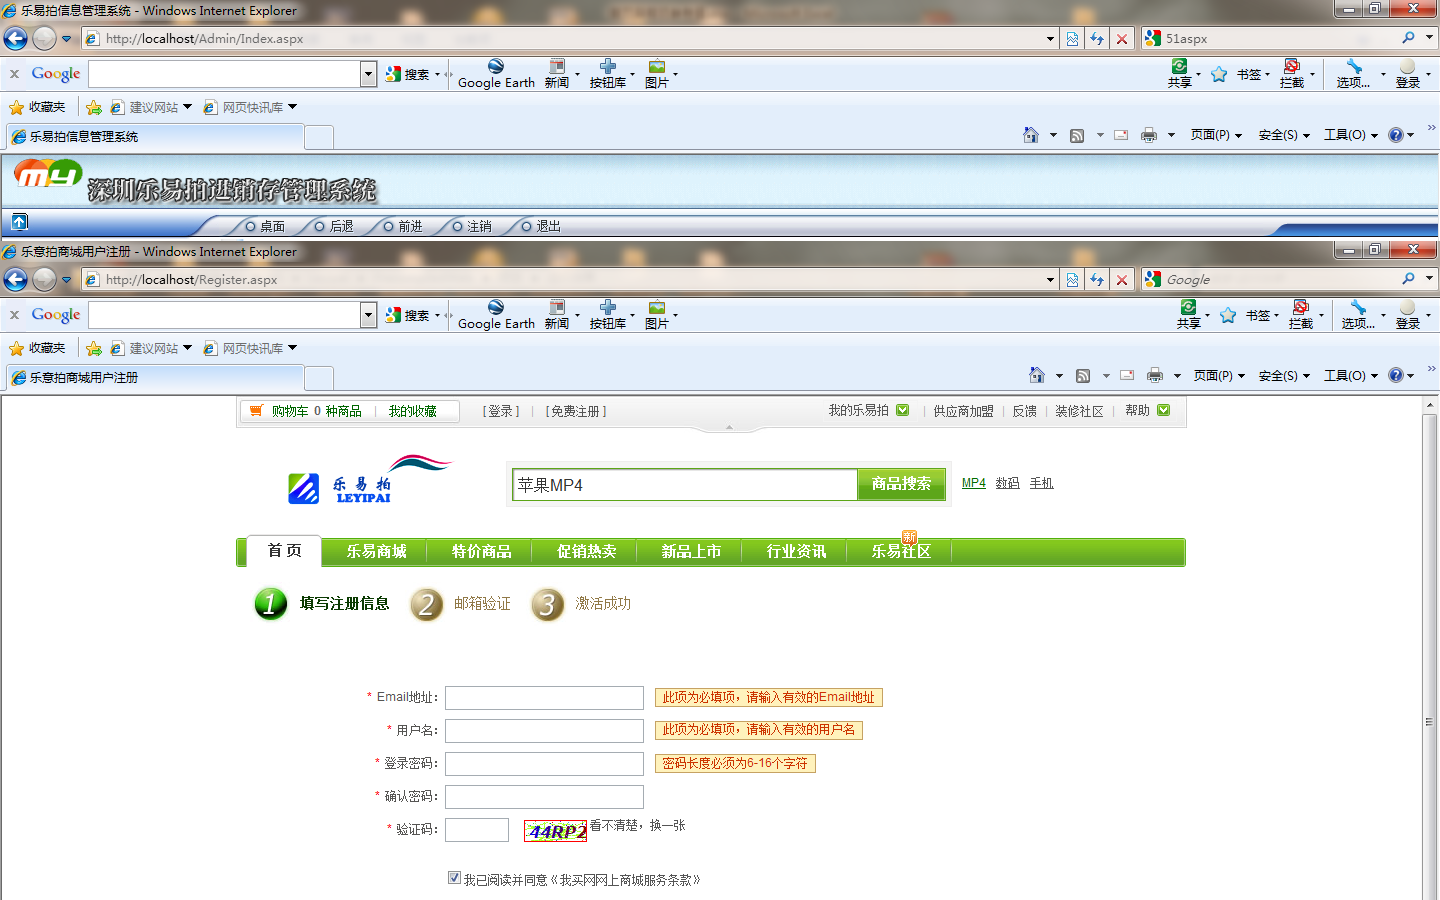 乐易拍信息管理系统 - Windows Internet Explorer
http://localhost/Admin/Index.aspx 51aspx
x Google 搜索 Google Earth 新闻 按钮库 图片 共享 书签 拦截 选项... 登录
收藏夹 建议网站 网页快讯库
乐易拍信息管理系统 页面(P) 安全(S) 工具(O) »
my 深圳乐易拍进销存管理系统
桌面 后退 前进 注销 退出
乐意拍商城用户注册 - Windows Internet Explorer
http://localhost/Register.aspx Google
x Google 搜索 Google Earth 新闻 按钮库 图片 共享 书签 拦截 选项... 登录
收藏夹 建议网站 网页快讯库
乐意拍商城用户注册 页面(P) 安全(S) 工具(O) »
购物车 0 种商品 | 我的收藏 [登录] | [免费注册] 我的乐易拍 | 供应商加盟 | 反馈 | 装修社区 | 帮助
乐易拍
LEYIPAI
苹果MP4 商品搜索 MP4 数码 手机
新
首页 乐易商城 特价商品 促销热卖 新品上市 行业资讯 乐易社区
1 填写注册信息 2 邮箱验证 3 激活成功
* Email地址： 此项为必填项，请输入有效的Email地址
* 用户名： 此项为必填项，请输入有效的用户名
* 登录密码： 密码长度必须为6-16个字符
* 确认密码：
* 验证码： 44RP2 看不清楚，换一张
我已阅读并同意《我买网网上商城服务条款》